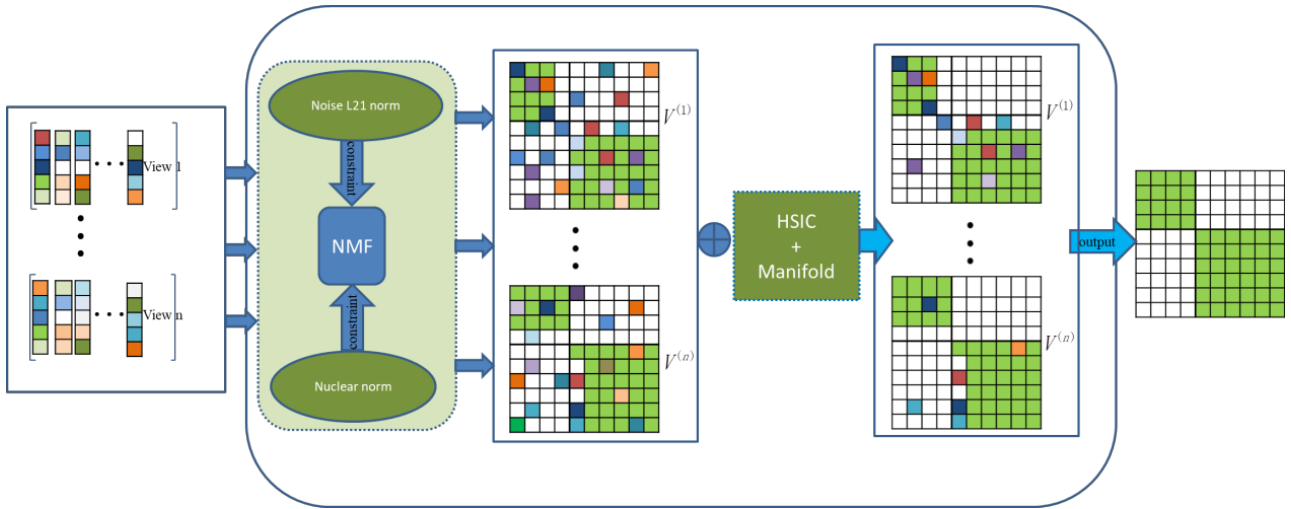 View 1
View n
Noise L21 norm
constraint
NMF
constraint
Nuclear norm
V^{(1)}
V^{(n)}
HSIC
+
Manifold
V^{(1)}
V^{(n)}
output